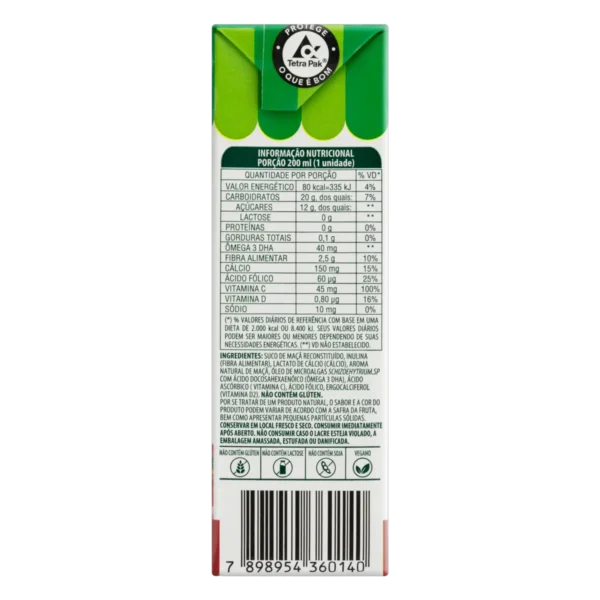 PROTEGE
Tetra Pak®
O QUE É BOM
INFORMAÇÃO NUTRICIONAL
PORÇÃO 200 ml (1 unidade)
QUANTIDADE POR PORÇÃO % VD*
VALOR ENERGÉTICO 80 kcal=335 kJ 4%
CARBOIDRATOS 20 g, dos quais: 7%
AÇÚCARES 12 g, dos quais: **
LACTOSE 0 g **
PROTEÍNAS 0 g 0%
GORDURAS TOTAIS 0,1 g 0%
ÔMEGA 3 DHA 40 mg **
FIBRA ALIMENTAR 2,5 g 10%
CÁLCIO 150 mg 15%
ÁCIDO FÓLICO 60 µg 25%
VITAMINA C 45 mg 100%
VITAMINA D 0,80 µg 16%
SÓDIO 10 mg 0%
(*) % VALORES DIÁRIOS DE REFERÊNCIA COM BASE EM UMA
DIETA DE 2.000 kcal OU 8.400 kJ. SEUS VALORES DIÁRIOS
PODEM SER MAIORES OU MENORES DEPENDENDO DE SUAS
NECESSIDADES ENERGÉTICAS. (**) VD NÃO ESTABELECIDO.
INGREDIENTES: SUCO DE MAÇÃ RECONSTITUÍDO, INULINA
(FIBRA ALIMENTAR), LACTATO DE CÁLCIO (CÁLCIO), AROMA
NATURAL DE MAÇÃ, ÓLEO DE MICROALGAS SCHIZOCHYTRIUM SP
COM ÁCIDO DOCOSAHEXAENÓICO (ÔMEGA 3 DHA), ÁCIDO
ASCÓRBICO (VITAMINA C), ÁCIDO FÓLICO, ERGOCALCIFEROL
(VITAMINA D2). NÃO CONTÉM GLÚTEN.
POR SE TRATAR DE UM PRODUTO NATURAL, O SABOR E A COR DO
PRODUTO PODEM VARIAR DE ACORDO COM A SAFRA DA FRUTA,
BEM COMO APRESENTAR PEQUENAS PARTÍCULAS SÓLIDAS.
CONSERVAR EM LOCAL FRESCO E SECO. CONSUMIR IMEDIATAMENTE
APÓS ABERTO. NÃO CONSUMIR CASO O LACRE ESTEJA VIOLADO, A
EMBALAGEM AMASSADA, ESTUFADA OU DANIFICADA.
NÃO CONTÉM GLÚTEN NÃO CONTÉM LACTOSE NÃO CONTÉM SOJA VEGANO
7 898954 360140